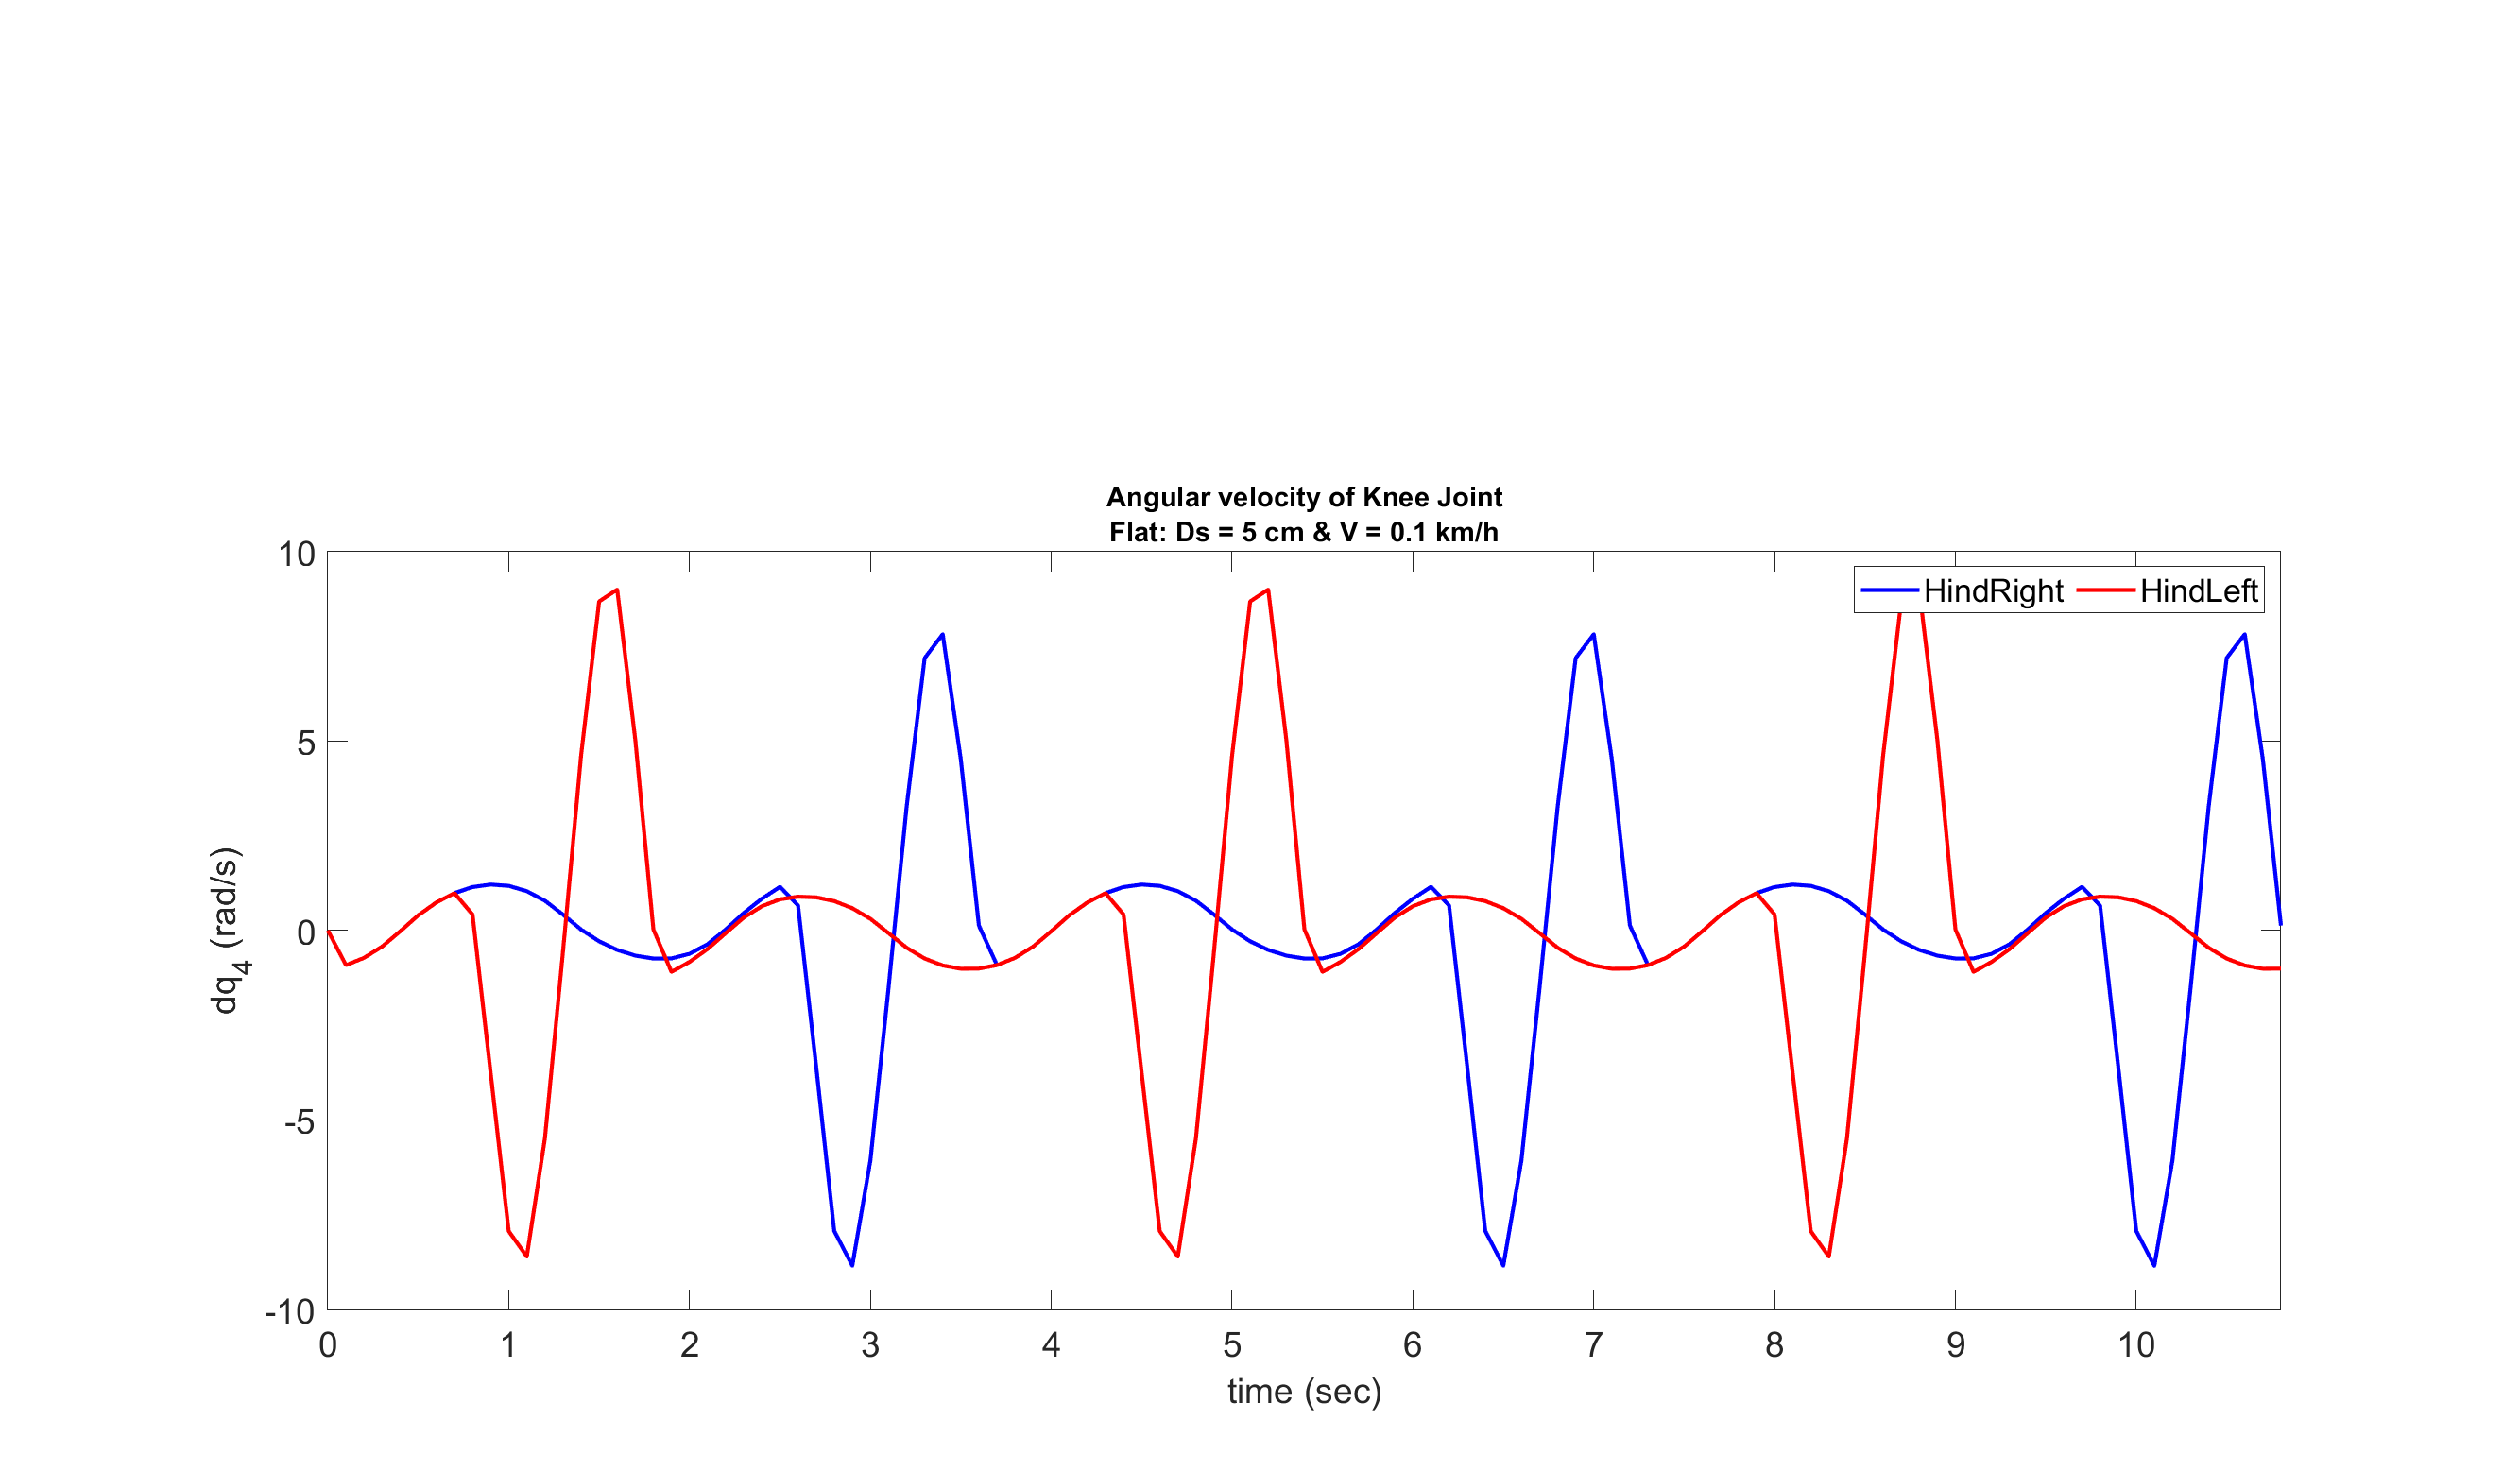 Angular velocity of Knee Joint
Flat: Ds = 5 cm & V = 0.1 km/h
10
5
0
-5
-10
dq4 (rad/s)
HindRight HindLeft
0 1 2 3 4 5 6 7 8 9 10
time (sec)